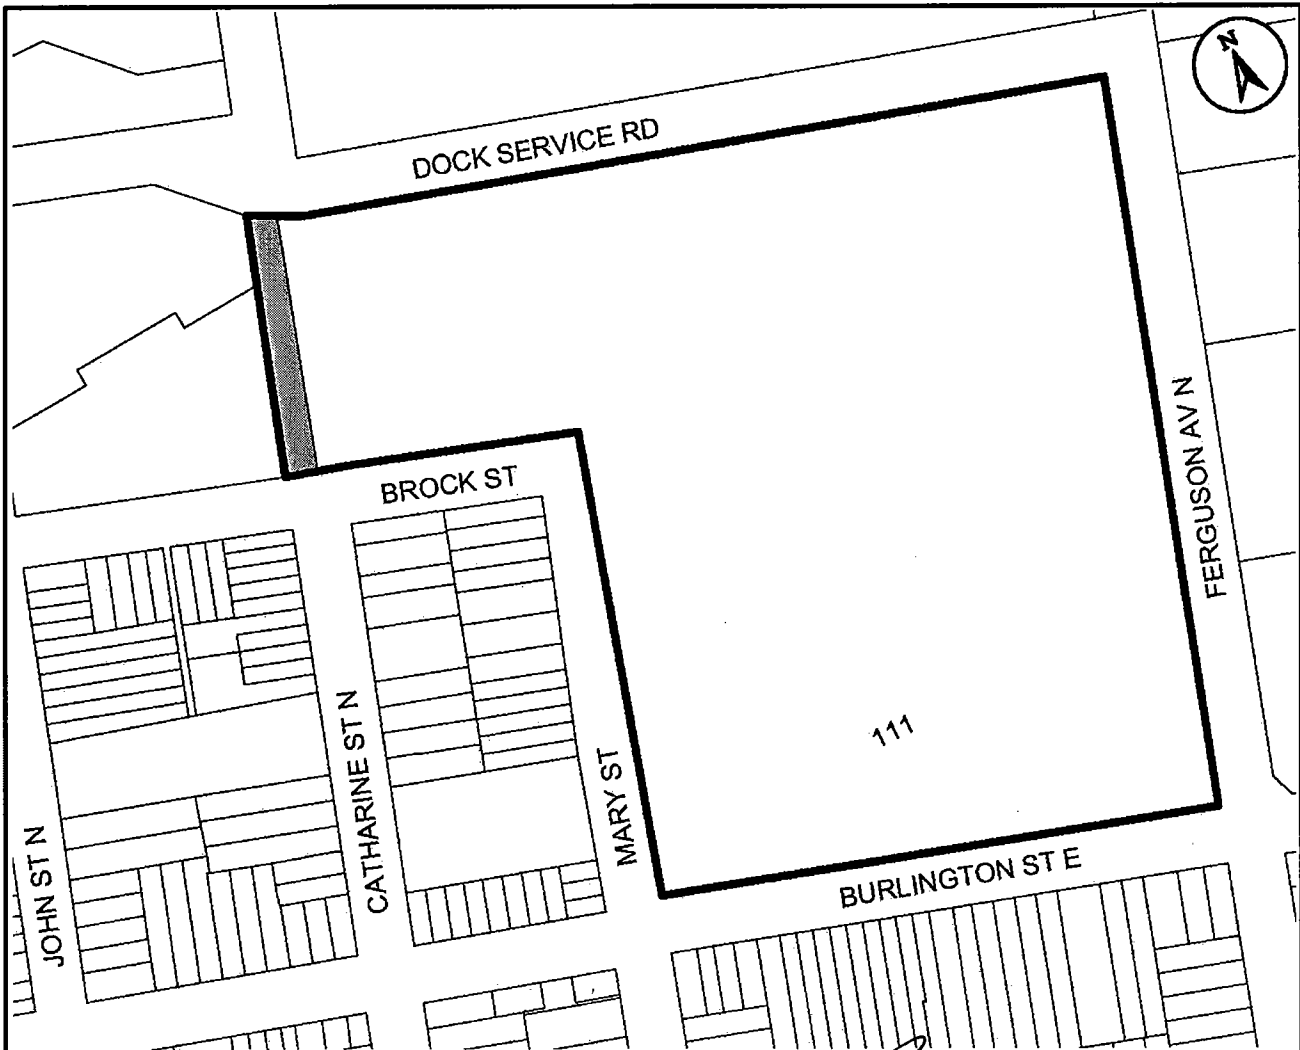 N
DOCK SERVICE RD
BROCK ST
FERGUSON AV N
111
MARY ST
CATHARINE ST N
JOHN ST N
BURLINGTON ST E